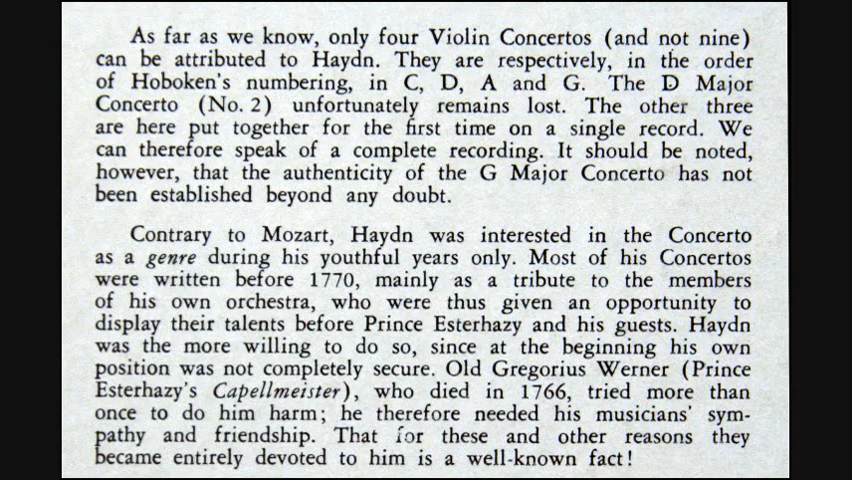 As far as we know, only four Violin Concertos (and not nine)
can be attributed to Haydn. They are respectively, in the order
of Hoboken's numbering, in C, D, A and G. The D Major
Concerto (No. 2) unfortunately remains lost. The other three
are here put together for the first time on a single record. We
can therefore speak of a complete recording. It should be noted,
however, that the authenticity of the G Major Concerto has not
been established beyond any doubt.
Contrary to Mozart, Haydn was interested in the Concerto
as a genre during his youthful years only. Most of his Concertos
were written before 1770, mainly as a tribute to the members
of his own orchestra, who were thus given an opportunity to
display their talents before Prince Esterhazy and his guests. Haydn
was the more willing to do so, since at the beginning his own
position was not completely secure. Old Gregorius Werner (Prince
Esterhazy's Capellmeister), who died in 1766, tried more than
once to do him harm; he therefore needed his musicians' sym-
pathy and friendship. That for these and other reasons they
became entirely devoted to him is a well-known fact!